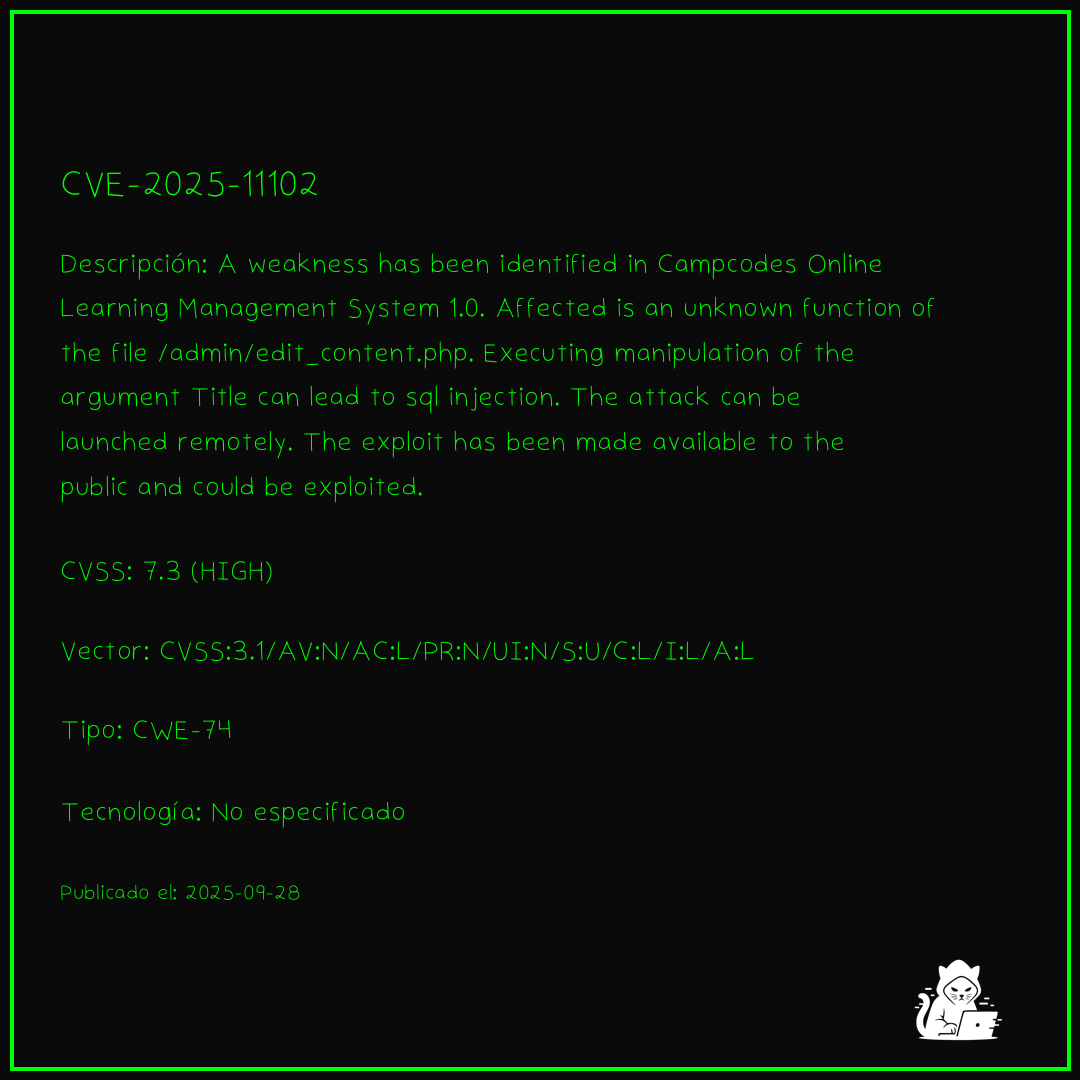 CVE-2025-11102
Descripción: A weakness has been identified in Campcodes Online
Learning Management System 1.0. Affected is an unknown function of
the file /admin/edit_content.php. Executing manipulation of the
argument Title can lead to sql injection. The attack can be
launched remotely. The exploit has been made available to the
public and could be exploited.
CVSS: 7.3 (HIGH)
Vector: CVSS:3.1/AV:N/AC:L/PR:N/UI:N/S:U/C:L/I:L/A:L
Tipo: CWE-74
Tecnología: No especificado
Publicado el: 2025-09-28